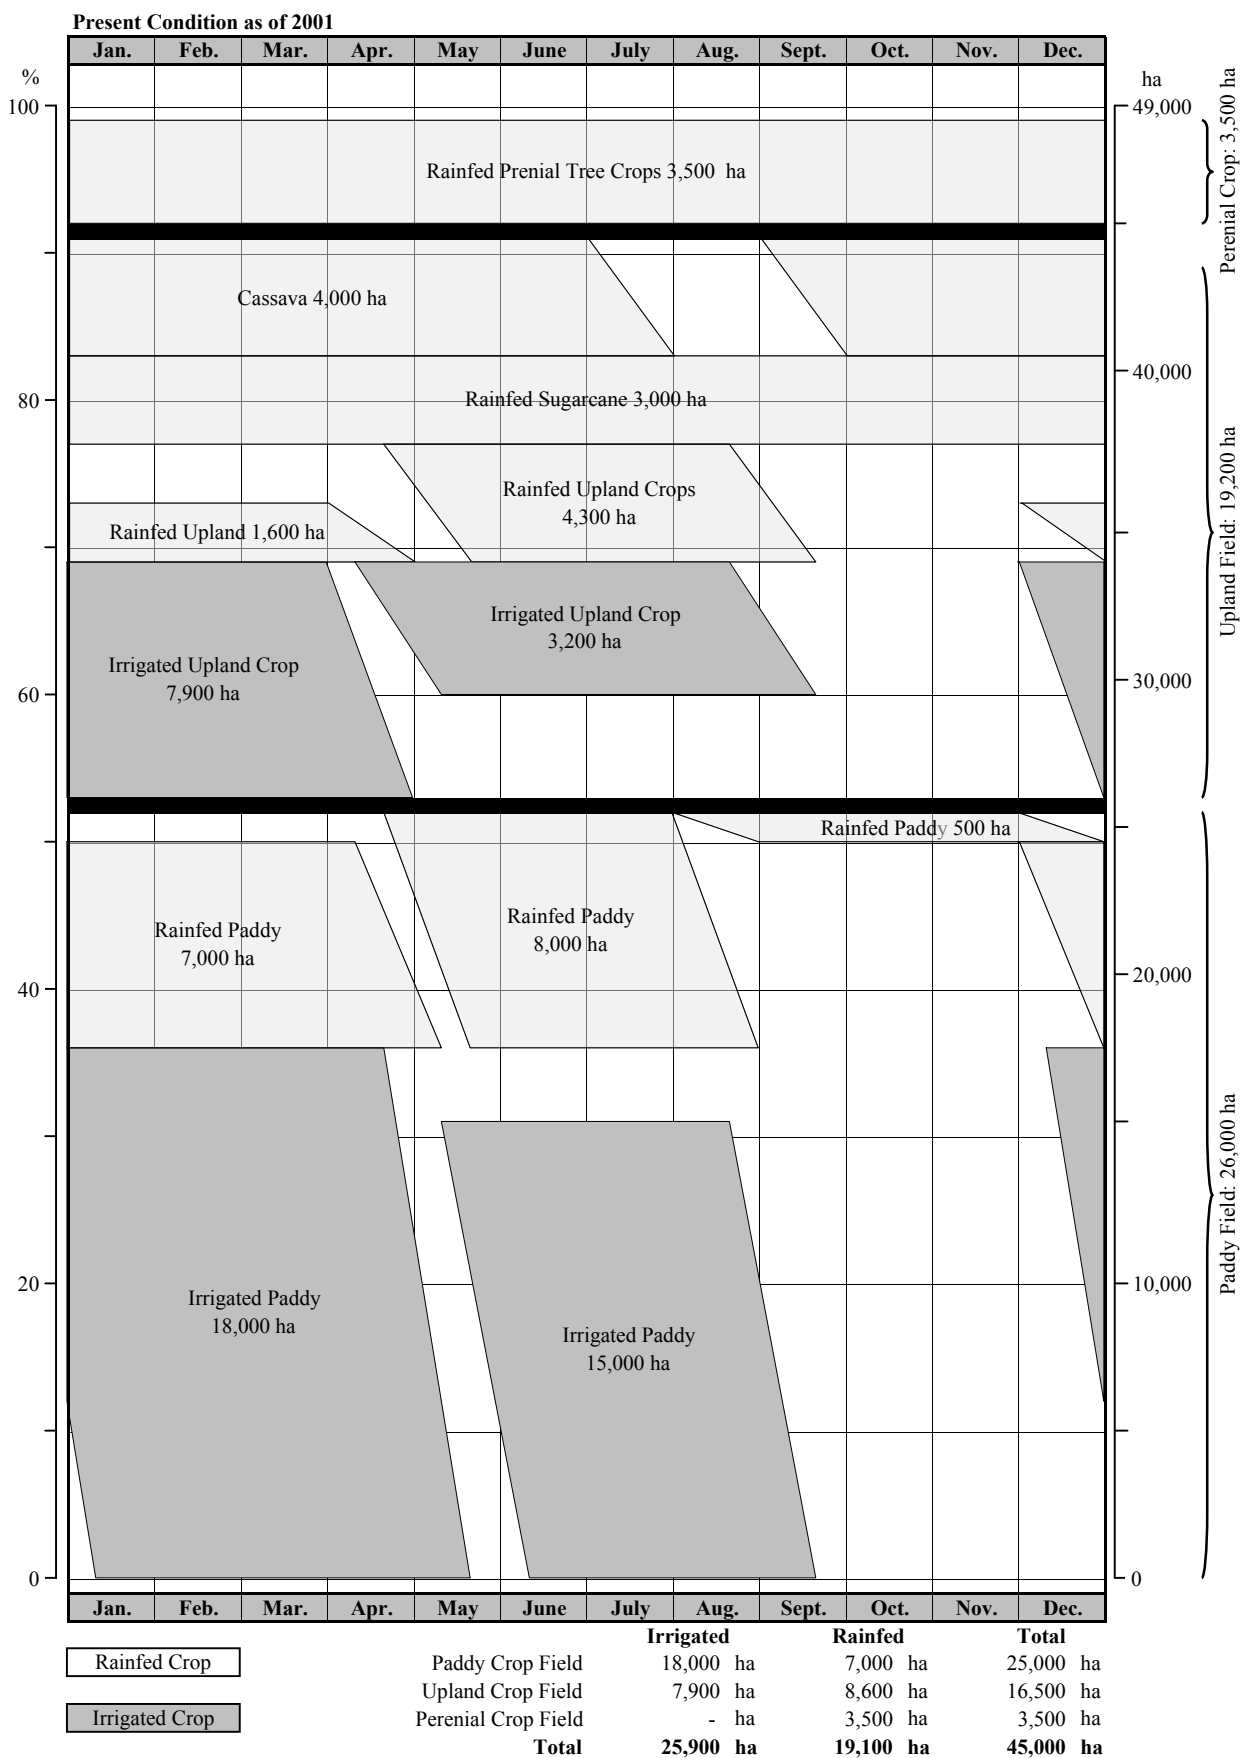 Present Condition as of 2001
Jan. Feb. Mar. Apr. May June July Aug. Sept. Oct. Nov. Dec.
%
ha
100
49,000
Perenial Crop: 3,500 ha
Rainfed Prenial Tree Crops 3,500 ha
Cassava 4,000 ha
40,000
80
Rainfed Sugarcane 3,000 ha
Rainfed Upland Crops
4,300 ha
Rainfed Upland 1,600 ha
Upland Field: 19,200 ha
Irrigated Upland Crop
3,200 ha
Irrigated Upland Crop
7,900 ha
60
30,000
Rainfed Paddy 500 ha
Rainfed Paddy
8,000 ha
Rainfed Paddy
7,000 ha
40
20,000
Paddy Field: 26,000 ha
20
10,000
Irrigated Paddy
18,000 ha
Irrigated Paddy
15,000 ha
0
0
Jan. Feb. Mar. Apr. May June July Aug. Sept. Oct. Nov. Dec.
Rainfed Crop
Irrigated Crop
Irrigated Rainfed Total
Paddy Crop Field 18,000 ha 7,000 ha 25,000 ha
Upland Crop Field 7,900 ha 8,600 ha 16,500 ha
Perenial Crop Field - ha 3,500 ha 3,500 ha
Total 25,900 ha 19,100 ha 45,000 ha